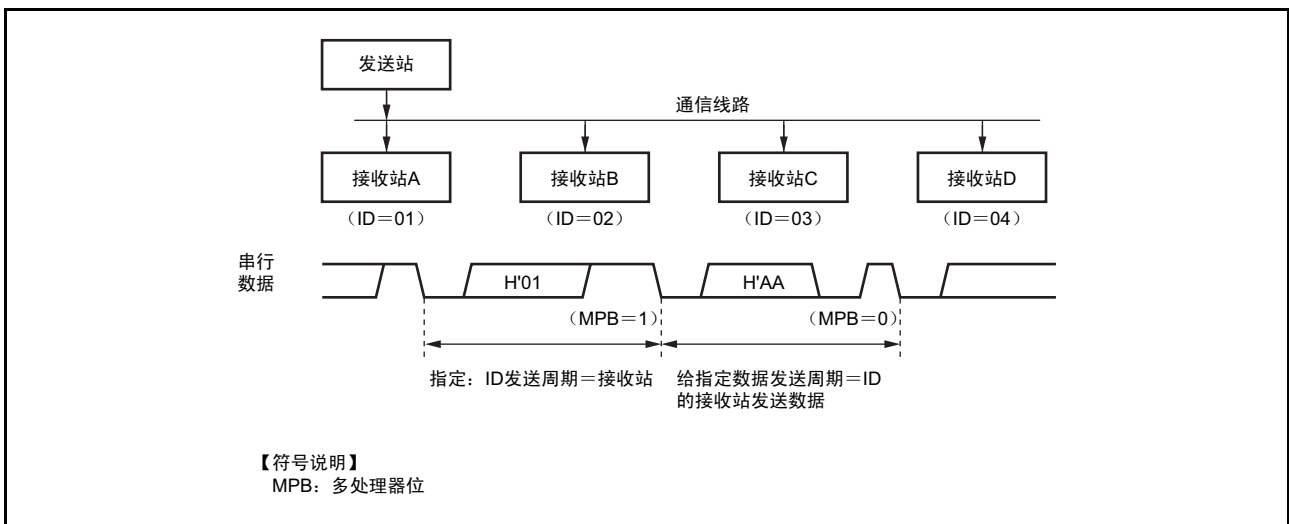 发送站
通信线路
接收站A
接收站B
接收站C
接收站D
（ID＝01）
（ID＝02）
（ID＝03）
（ID＝04）
串行
数据
H'01
H'AA
（MPB＝1）
（MPB＝0）
指定：ID发送周期＝接收站
给指定数据发送周期＝ID
的接收站发送数据
【符号说明】
MPB：多处理器位